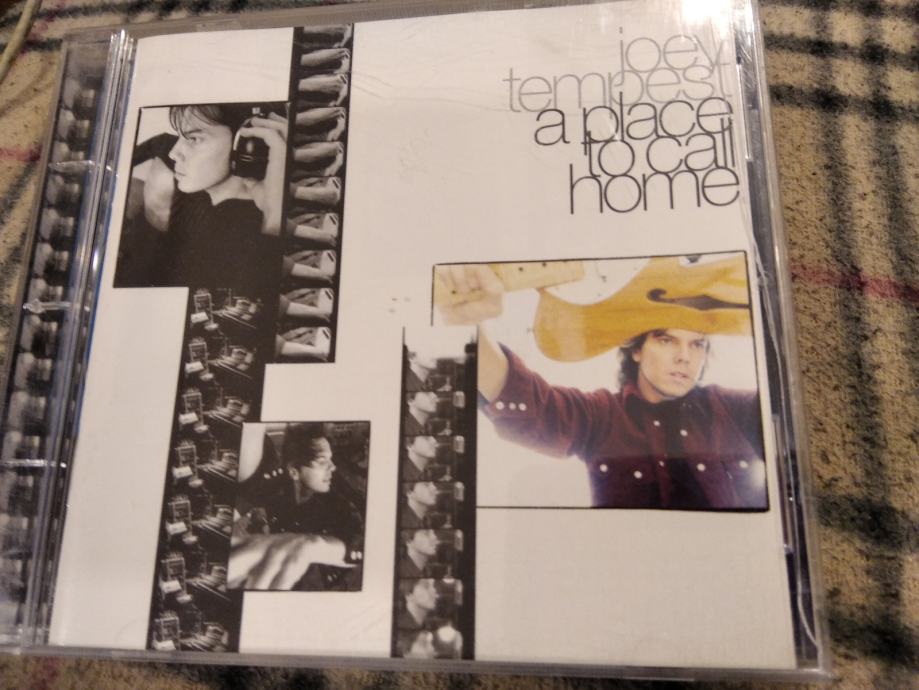 joey
tempest
a place
to call
home